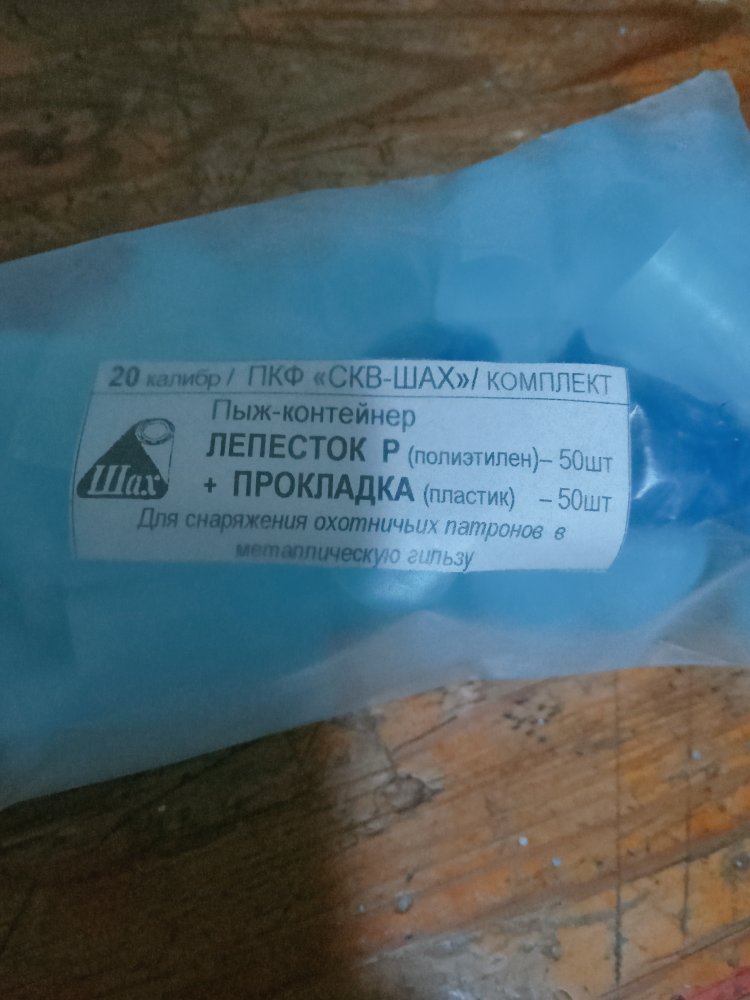 20 калибр / ПКФ «СКВ-ШАХ»/ КОМПЛЕКТ
Пыж-контейнер
Шах
ЛЕПЕСТОК Р (полиэтилен)– 50шт
+ ПРОКЛАДКА (пластик) – 50шт
Для снаряжения охотничьих патронов в
металлическую гильзу